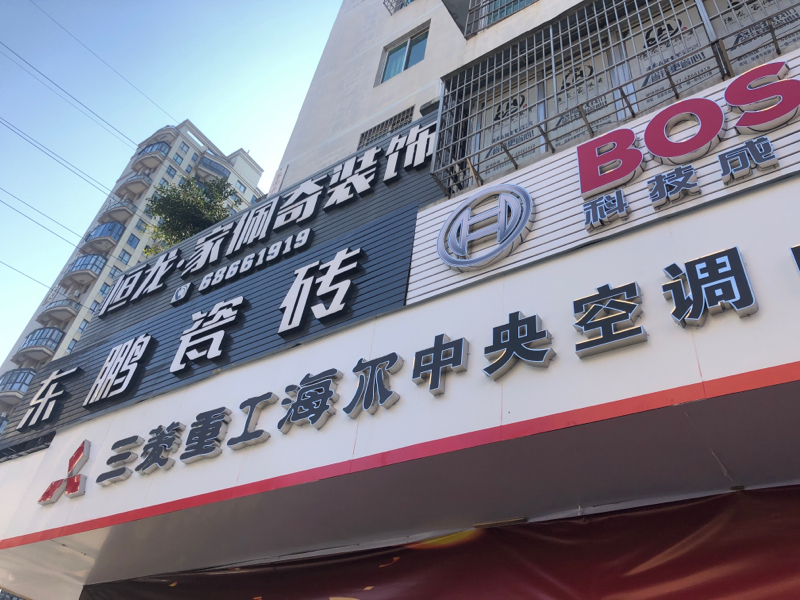 恒龙·家佩奇装饰
68661919
东鹏瓷砖
BOS
科技成
三菱重工海尔中央空调